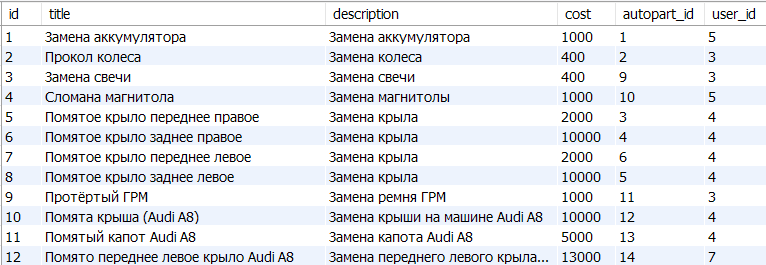 id title description cost autopart_id user_id
1 Замена аккумулятора Замена аккумулятора 1000 1 5
2 Прокол колеса Замена колеса 400 2 3
3 Замена свечи Замена свечи 400 9 3
4 Сломана магнитола Замена магнитолы 1000 10 5
5 Помятое крыло переднее правое Замена крыла 2000 3 4
6 Помятое крыло заднее правое Замена крыла 10000 4 4
7 Помятое крыло переднее левое Замена крыла 2000 6 4
8 Помятое крыло заднее левое Замена крыла 10000 5 4
9 Протёртый ГРМ Замена ремня ГРМ 1000 11 3
10 Помята крыша (Audi A8) Замена крыши на машине Audi A8 10000 12 4
11 Помятый капот Audi A8 Замена капота Audi A8 5000 13 4
12 Помято переднее левое крыло Audi A8 Замена переднего левого крыла... 13000 14 7